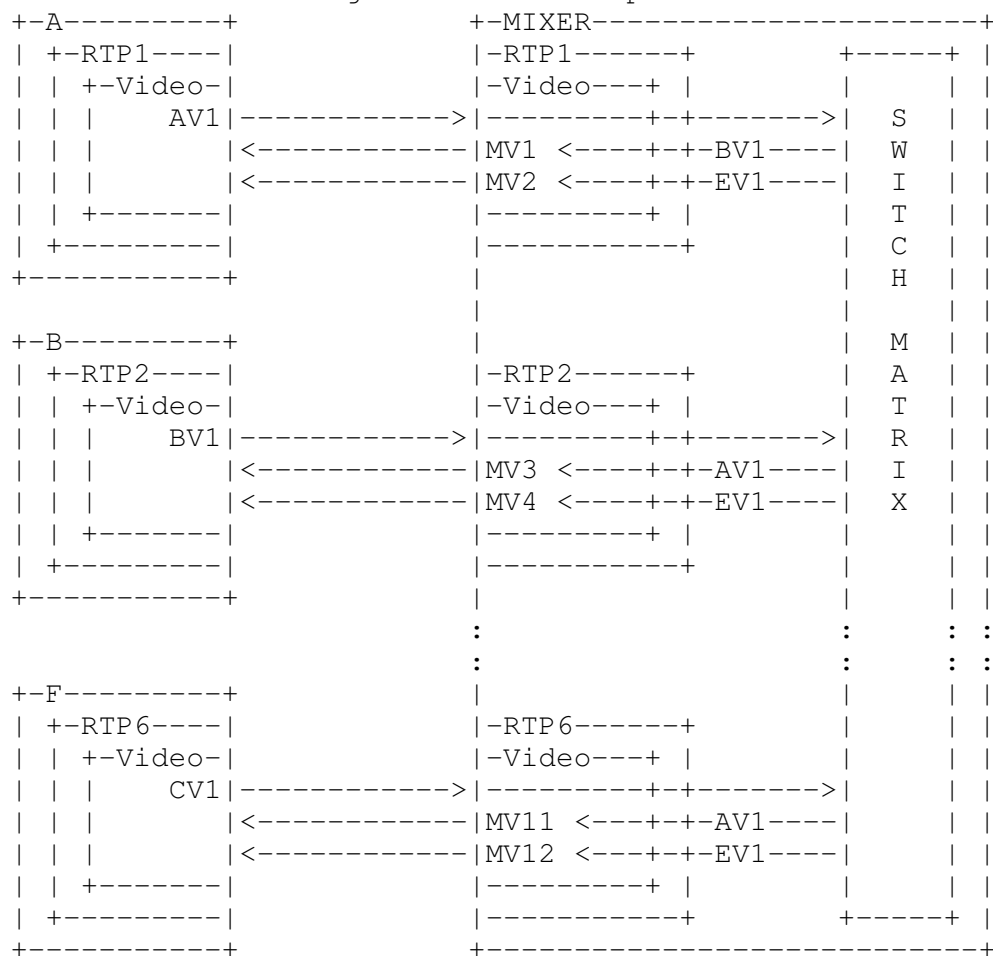 +-A---------+                +-MIXER------------------------+
| +-RTP1----|                |-RTP1------+         +-----+ |
| | +-Video-|                |-Video---+ |         |     | |
| | |    AV1|------------->|---------+-+------->|  S  | |
| | |       |<-------------|MV1 <----+-+-BV1----|  W  | |
| | |       |<-------------|MV2 <----+-+-EV1----|  I  | |
| | +-------|                |---------+ |         |  T  | |
| +---------|                |-----------+         |  C  | |
+-----------+                |                     |  H  | |
                             |                     |     | |
+-B---------+                |                     |  M  | |
| +-RTP2----|                |-RTP2------+         |  A  | |
| | +-Video-|                |-Video---+ |         |  T  | |
| | |    BV1|------------->|---------+-+------->|  R  | |
| | |       |<-------------|MV3 <----+-+-AV1----|  I  | |
| | |       |<-------------|MV4 <----+-+-EV1----|  X  | |
| | +-------|                |---------+ |         |     | |
| +---------|                |-----------+         |     | |
+-----------+                |                     |     | |
                             :                     :     : :
                             :                     :     : :
+-F---------+                |                     |     | |
| +-RTP6----|                |-RTP6------+         |     | |
| | +-Video-|                |-Video---+ |         |     | |
| | |    CV1|------------->|---------+-+------->|     | |
| | |       |<-------------|MV11 <---+-+-AV1----|     | |
| | |       |<-------------|MV12 <---+-+-EV1----|     | |
| | +-------|                |---------+ |         |     | |
| +---------|                |-----------+         +-----+ |
+-----------+                +-----------------------------+